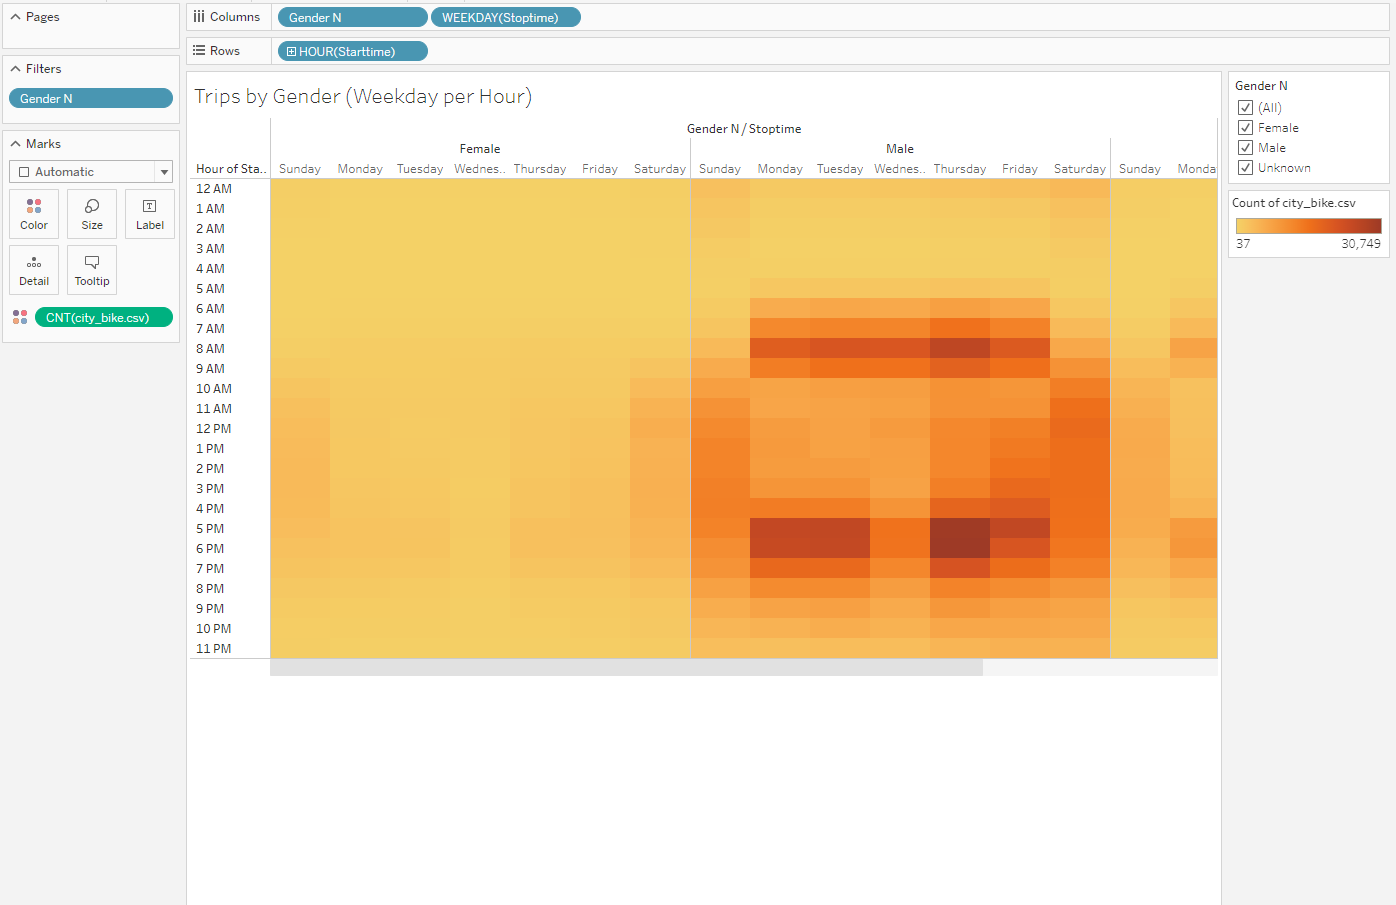 Pages
Columns
Gender N
WEEKDAY(Stoptime)
Rows
HOUR(Starttime)
Filters
Gender N
Marks
Automatic
Color
Size
Label
Detail
Tooltip
CNT(city_bike.csv)
Trips by Gender (Weekday per Hour)
Gender N / Stoptime
Female
Male
Hour of Sta..
Sunday
Monday
Tuesday
Wednes..
Thursday
Friday
Saturday
Sunday
Monday
Tuesday
Wednes..
Thursday
Friday
Saturday
Sunday
Monda
12 AM
1 AM
2 AM
3 AM
4 AM
5 AM
6 AM
7 AM
8 AM
9 AM
10 AM
11 AM
12 PM
1 PM
2 PM
3 PM
4 PM
5 PM
6 PM
7 PM
8 PM
9 PM
10 PM
11 PM
Gender N
(All)
Female
Male
Unknown
Count of city_bike.csv
37
30,749